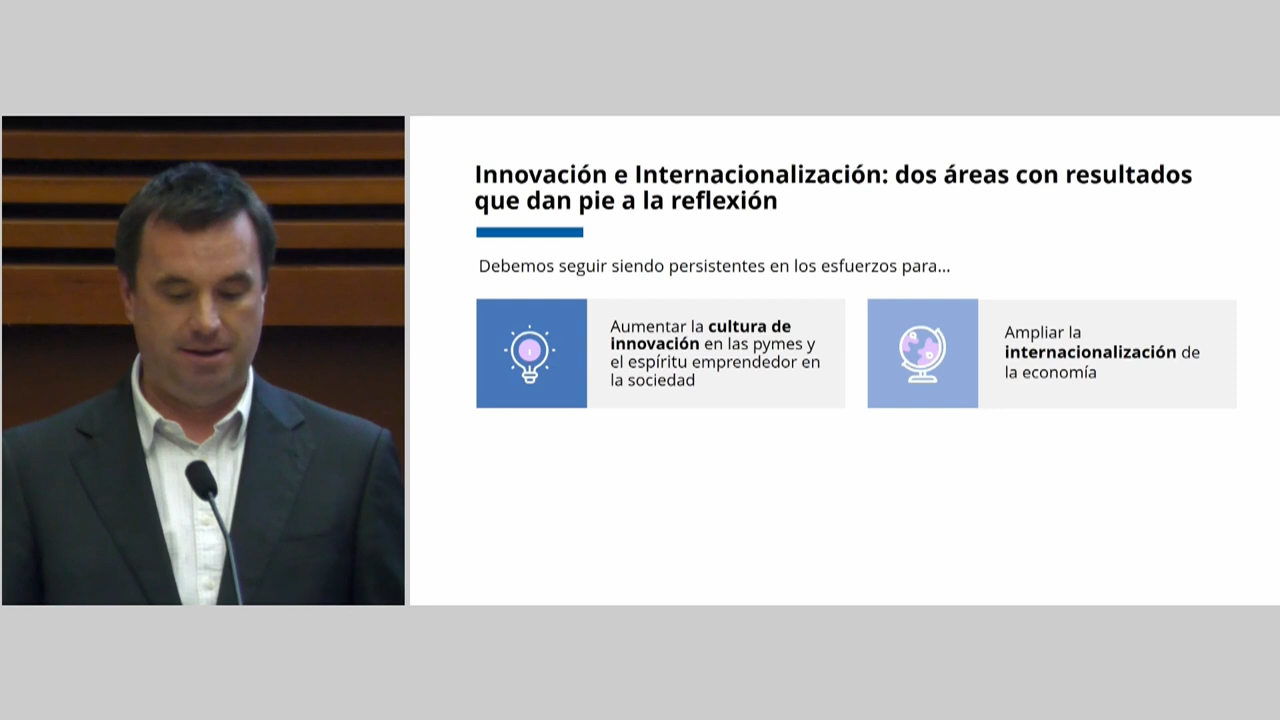 Innovación e Internacionalización: dos áreas con resultados
que dan pie a la reflexión
Debemos seguir siendo persistentes en los esfuerzos para...
Aumentar la cultura de
innovación en las pymes y
el espíritu emprendedor en
la sociedad
Ampliar la
internacionalización de
la economía